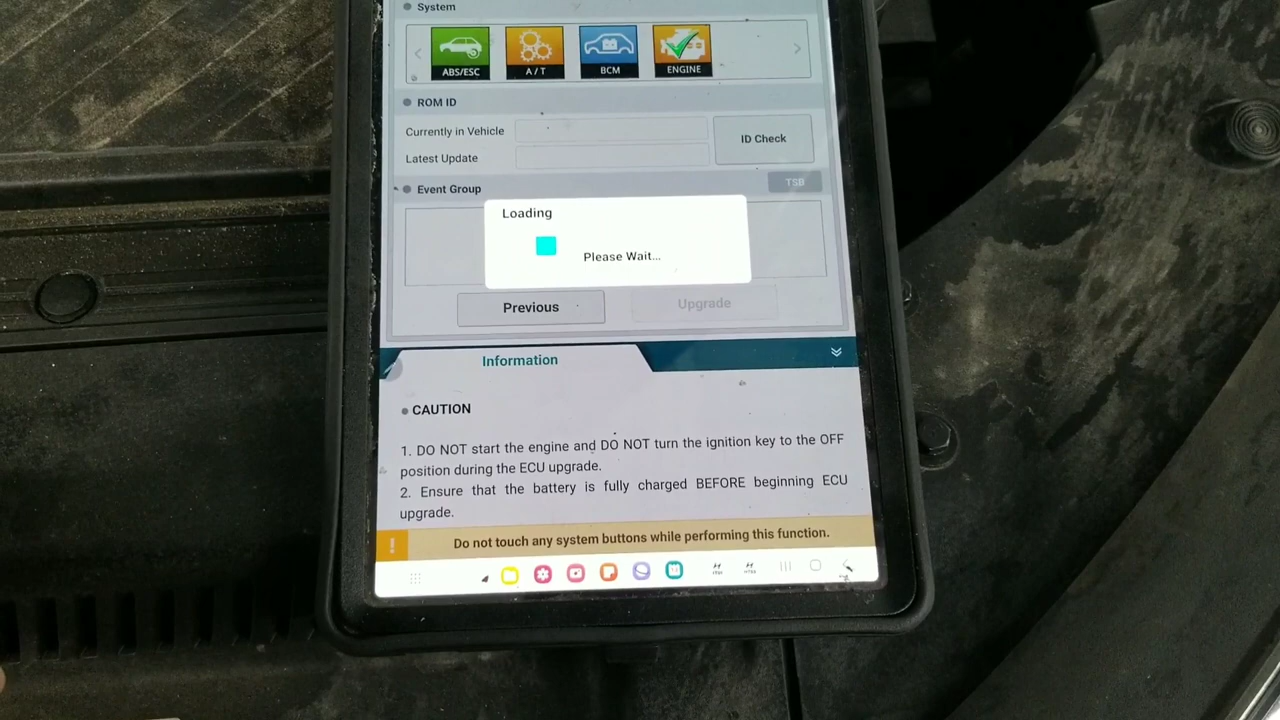 System
ABS/ESC
A/T
BCM
ENGINE
ROM ID
Currently in Vehicle
ID Check
Latest Update
Event Group
TSB
Loading
Please Wait...
Previous
Upgrade
Information
CAUTION
1. DO NOT start the engine and DO NOT turn the ignition key to the OFF
position during the ECU upgrade.
2. Ensure that the battery is fully charged BEFORE beginning ECU
upgrade.
Do not touch any system buttons while performing this function.